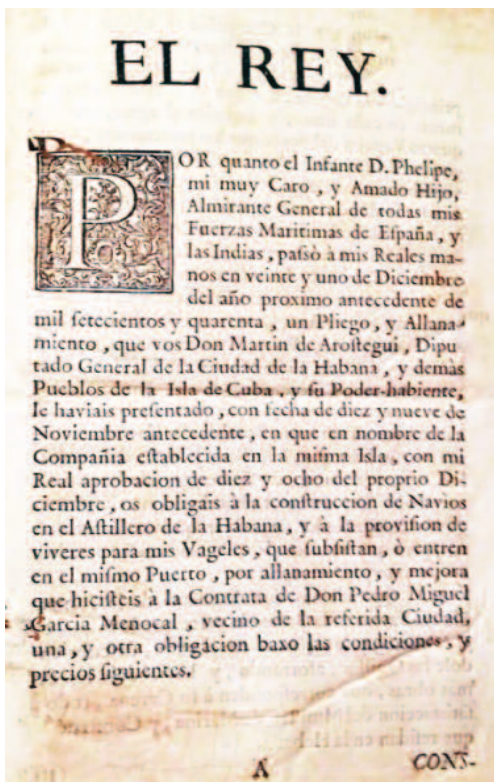 EL REY.
POR quanto el Infante D. Phelipe,
mi muy Caro, y Amado Hijo,
Almirante General de todas mis
Fuerzas Maritimas de Eſpaña, y
las Indias, paſsò à mis Reales ma-
nos en veinte y uno de Diciembre
del año proximo antecedente de
mil ſetecientos y quarenta, un Pliego, y Allana-
miento, que vos Don Martin de Aroſtegui, Dipu
tado General de la Ciudad de la Habana, y demàs
Pueblos de la Isla de Cuba, y ſu Poder-habiente,
le haviais preſentado, con fecha de diez y nueve de
Noviembre antecedente, en que en nombre de la
Compañia eſtablecida en la miſma Isla, con mi
Real aprobacion de diez y ocho del proprio Di-
ciembre, os obligais à la conſtruccion de Navios
en el Aſtillero de la Habana, y à la proviſion de
viveres para mis Vageles, que ſubſiſtan, ò entren
en el miſmo Puerto, por allanamiento, y mejora
que hiciſteis à la Contrata de Don Pedro Miguel
Garcia Menocal, vecino de la referida Ciudad,
una, y otra obligacion baxo las condiciones, y
precios ſiguientes.
A CONS-